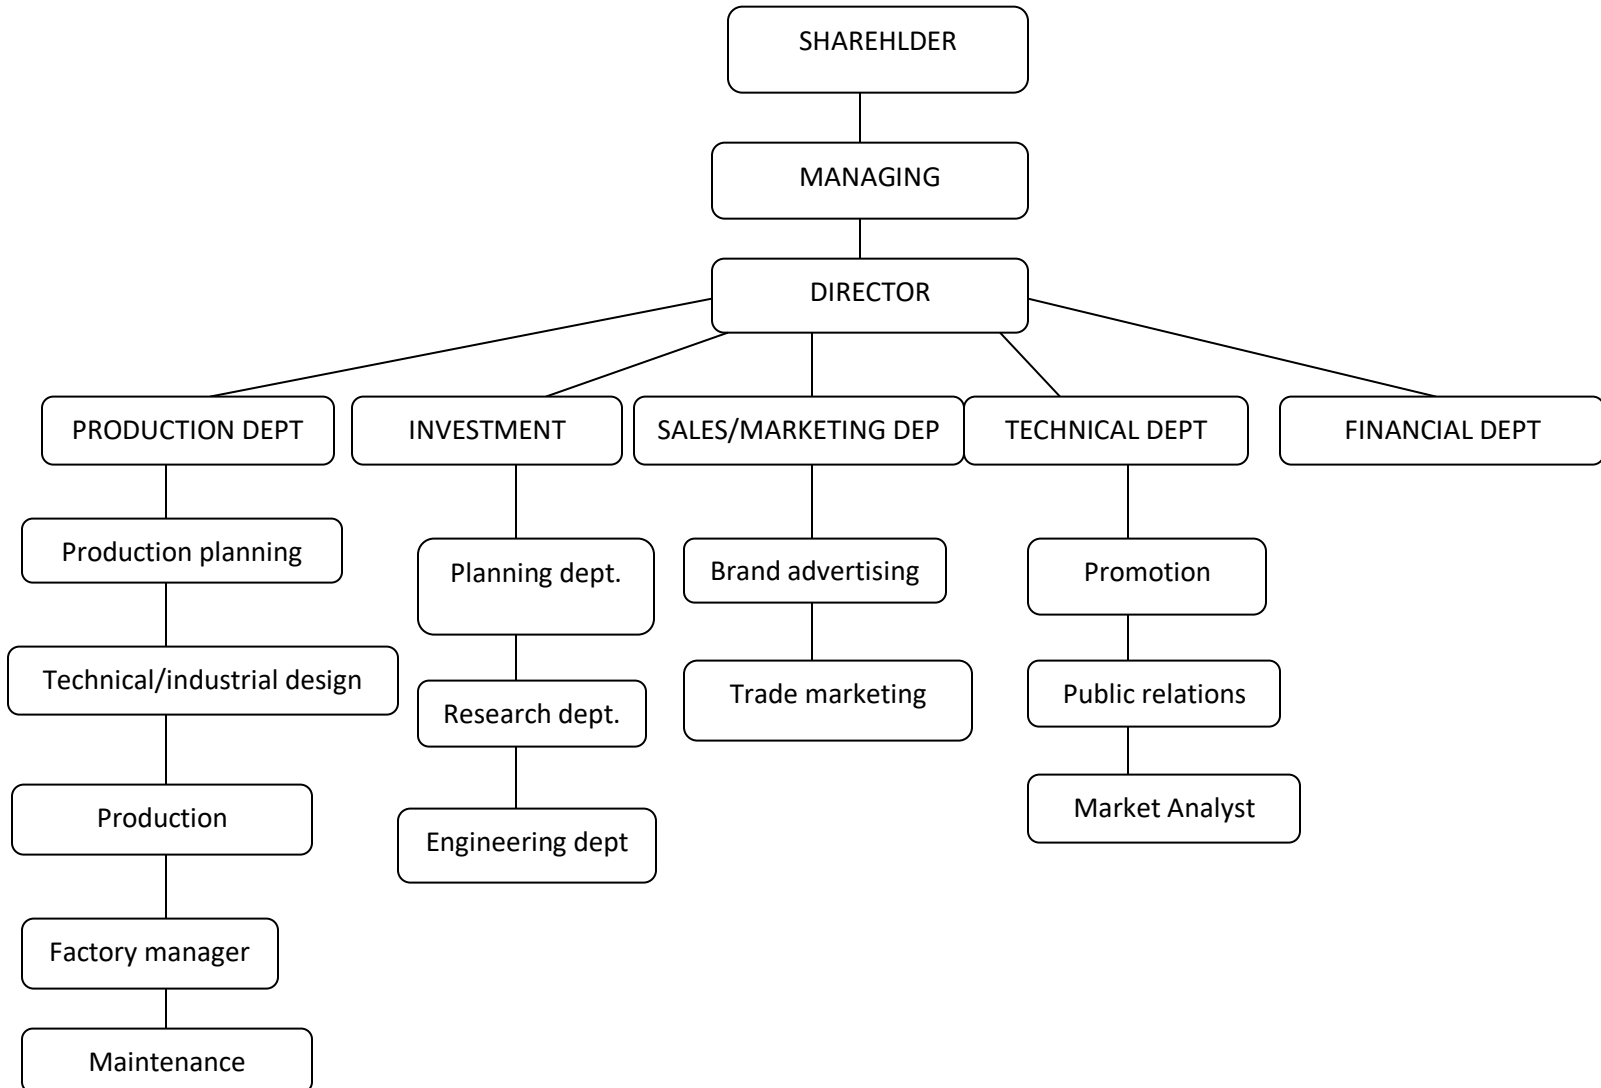 SHAREHLDER
MANAGING
DIRECTOR
PRODUCTION DEPT
INVESTMENT
SALES/MARKETING DEP
TECHNICAL DEPT
FINANCIAL DEPT
Production planning
Planning dept.
Brand advertising
Promotion
Technical/industrial design
Research dept.
Trade marketing
Public relations
Production
Engineering dept
Market Analyst
Factory manager
Maintenance